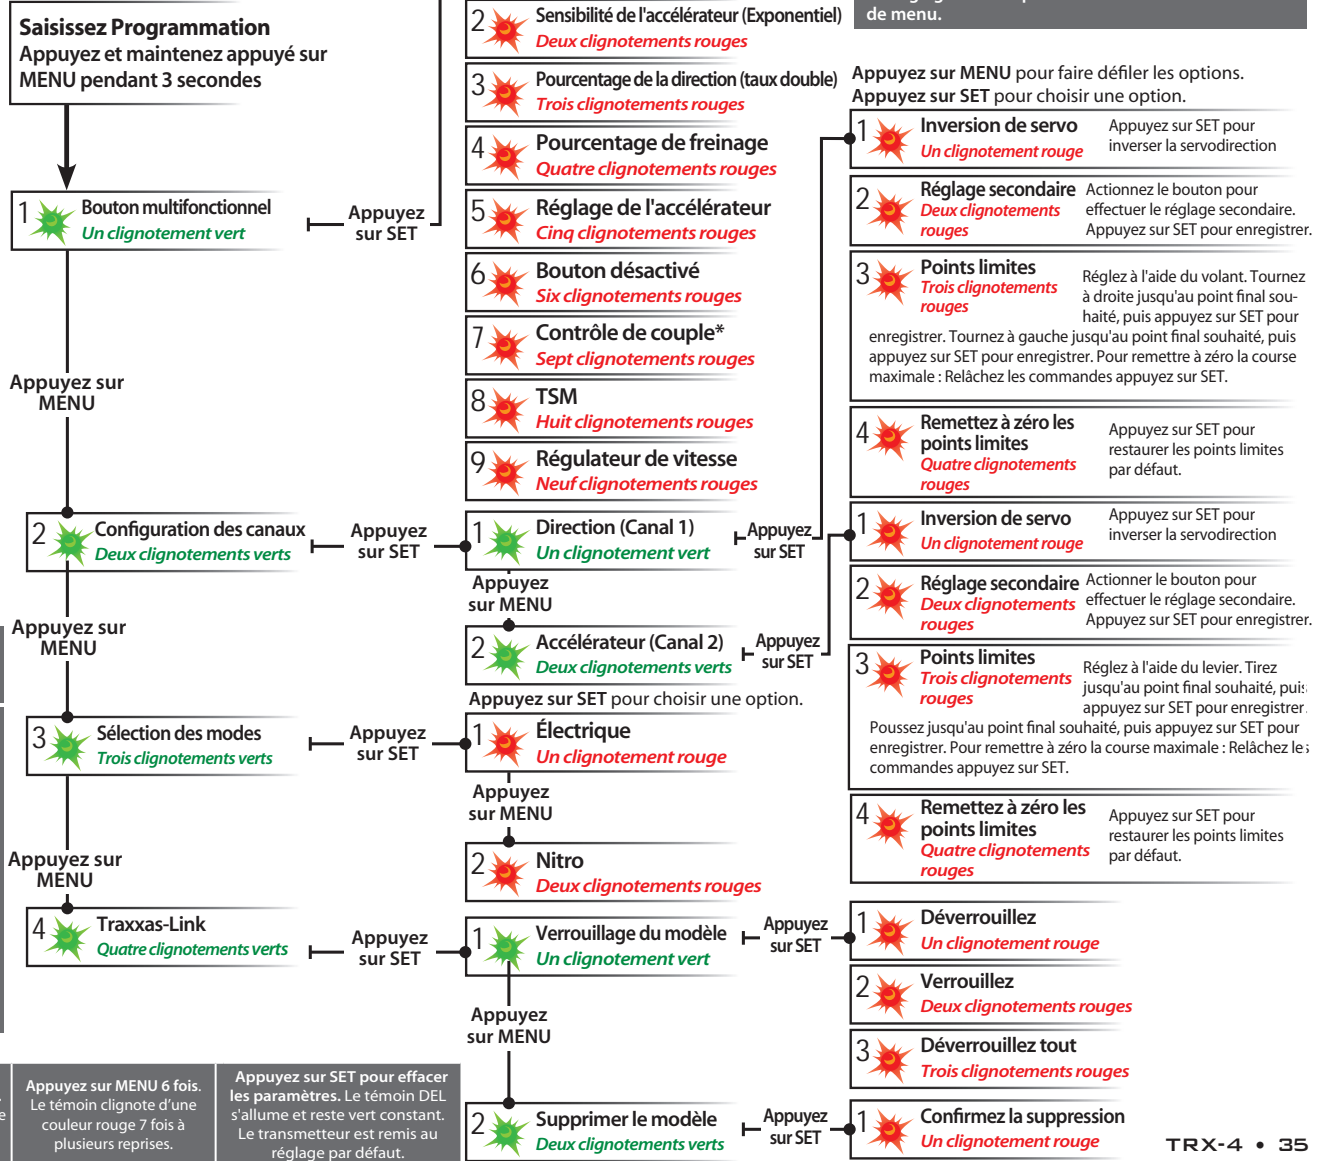 de menu.
Saisissez Programmation
Appuyez et maintenez appuyé sur
MENU pendant 3 secondes
1 Bouton multifonctionnel
Un clignotement vert
Appuyez
sur SET
2 Sensibilité de l'accélérateur (Exponentiel)
Deux clignotements rouges
3 Pourcentage de la direction (taux double)
Trois clignotements rouges
4 Pourcentage de freinage
Quatre clignotements rouges
5 Réglage de l'accélérateur
Cinq clignotements rouges
6 Bouton désactivé
Six clignotements rouges
7 Contrôle de couple*
Sept clignotements rouges
8 TSM
Huit clignotements rouges
9 Régulateur de vitesse
Neuf clignotements rouges
Appuyez sur
MENU
2 Configuration des canaux
Deux clignotements verts
Appuyez
sur SET
1 Direction (Canal 1)
Un clignotement vert
Appuyez
sur SET
Appuyez
sur MENU
2 Accélérateur (Canal 2)
Deux clignotements verts
Appuyez
sur SET
Appuyez sur MENU pour faire défiler les options.
Appuyez sur SET pour choisir une option.
1 Inversion de servo
Un clignotement rouge
Appuyez sur SET pour
inverser la servodirection
2 Réglage secondaire
Deux clignotements
rouges
Actionnez le bouton pour
effectuer le réglage secondaire.
Appuyez sur SET pour enregistrer.
3 Points limites
Trois clignotements
rouges
Réglez à l'aide du volant. Tournez
à droite jusqu'au point final sou-
haité, puis appuyez sur SET pour
enregistrer. Tournez à gauche jusqu'au point final souhaité, puis
appuyez sur SET pour enregistrer. Pour remettre à zéro la course
maximale : Relâchez les commandes appuyez sur SET.
4 Remettez à zéro les
points limites
Quatre clignotements
rouges
Appuyez sur SET pour
restaurer les points limites
par défaut.
1 Inversion de servo
Un clignotement rouge
Appuyez sur SET pour
inverser la servodirection
2 Réglage secondaire
Deux clignotements
rouges
Actionner le bouton pour
effectuer le réglage secondaire.
Appuyez sur SET pour enregistrer.
3 Points limites
Trois clignotements
rouges
Réglez à l'aide du levier. Tirez
jusqu'au point final souhaité, puis
appuyez sur SET pour enregistrer.
Poussez jusqu'au point final souhaité, puis appuyez sur SET pour
enregistrer. Pour remettre à zéro la course maximale : Relâchez les
commandes appuyez sur SET.
4 Remettez à zéro les
points limites
Quatre clignotements
rouges
Appuyez sur SET pour
restaurer les points limites
par défaut.
Appuyez sur
MENU
3 Sélection des modes
Trois clignotements verts
Appuyez
sur SET
Appuyez sur SET pour choisir une option.
1 Électrique
Un clignotement rouge
Appuyez
sur MENU
2 Nitro
Deux clignotements rouges
Appuyez sur
MENU
4 Traxxas-Link
Quatre clignotements verts
Appuyez
sur SET
1 Verrouillage du modèle
Un clignotement vert
Appuyez
sur SET
1 Déverrouillez
Un clignotement rouge
2 Verrouillez
Deux clignotements rouges
3 Déverrouillez tout
Trois clignotements rouges
Appuyez
sur MENU
2 Supprimer le modèle
Deux clignotements verts
Appuyez
sur SET
1 Confirmez la suppression
Un clignotement rouge
Appuyez sur MENU 6 fois.
Le témoin clignote d’une
couleur rouge 7 fois à
plusieurs reprises.
Appuyez sur SET pour effacer
les paramètres. Le témoin DEL
s'allume et reste vert constant.
Le transmetteur est remis au
réglage par défaut.
TRX-4 • 35